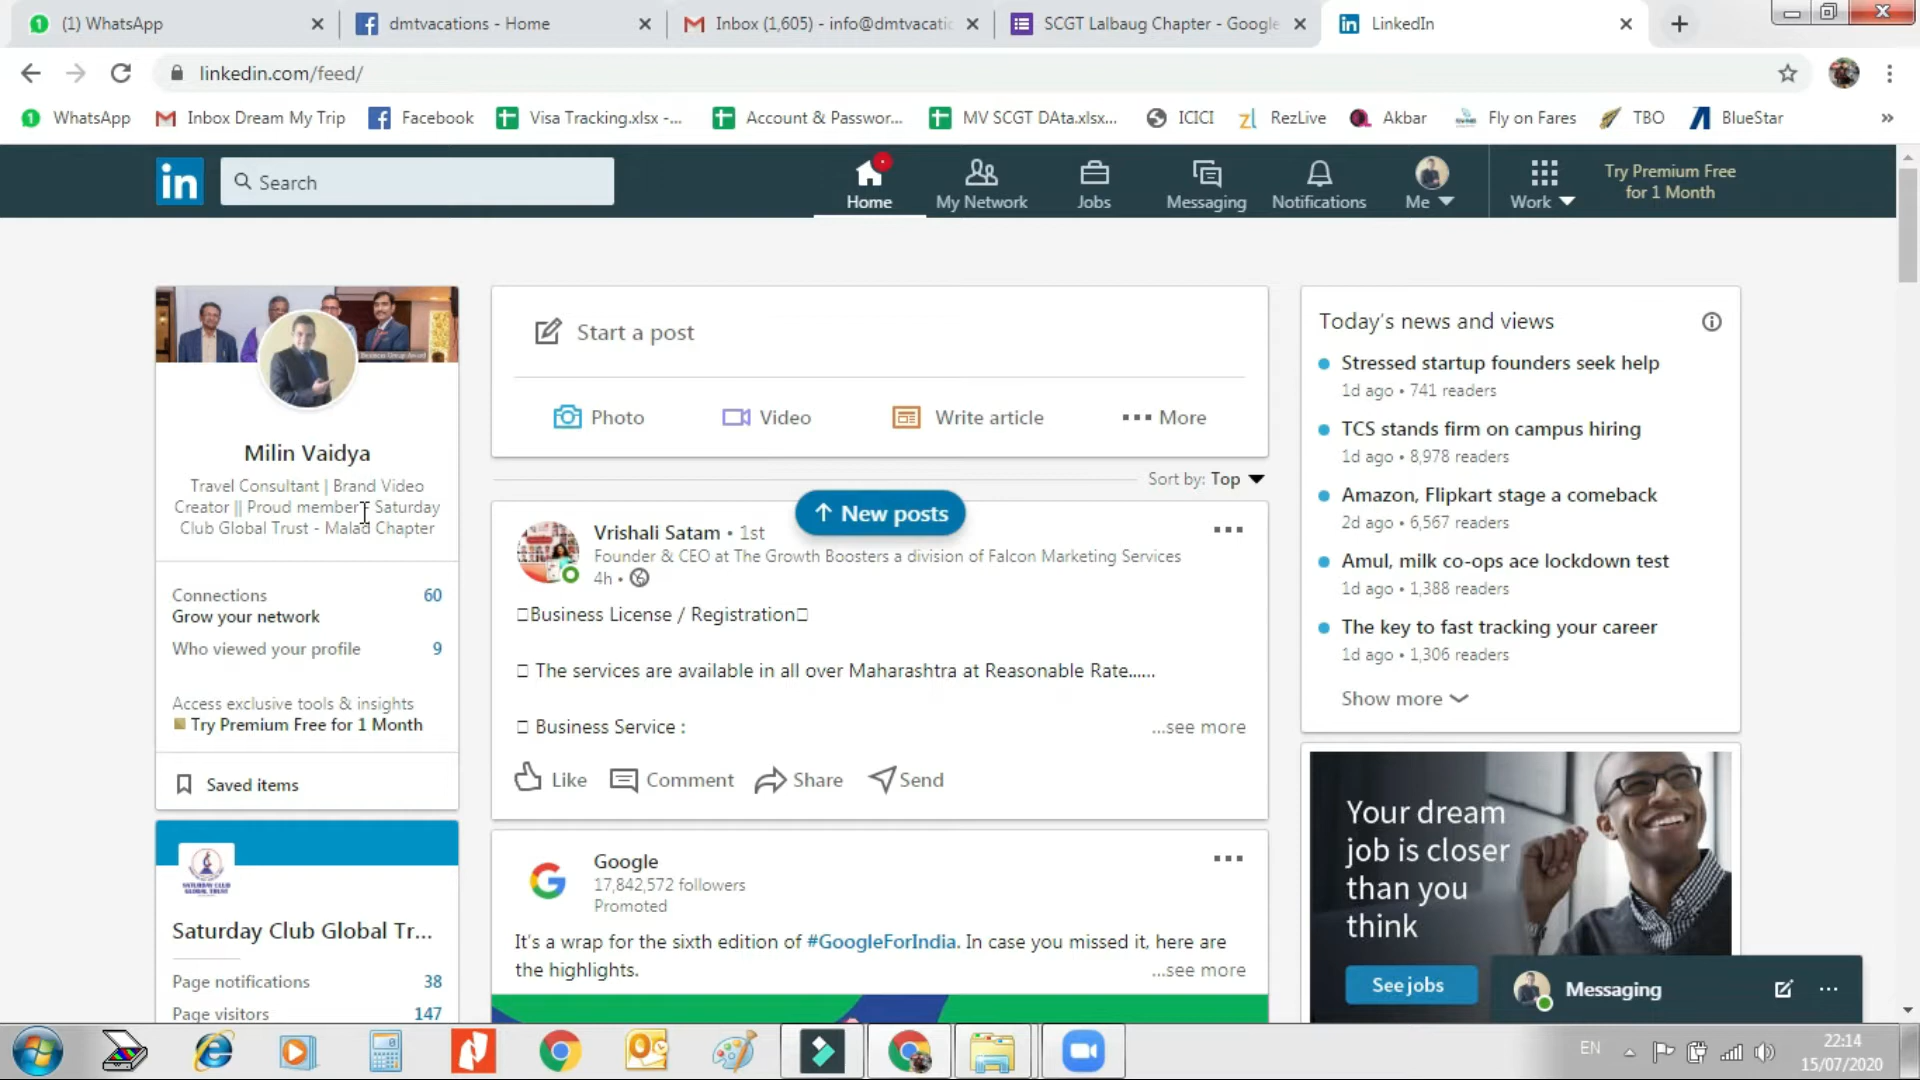 (1) WhatsApp
dmtvacations - Home
Inbox (1,605) - info@dmtvacatic
SCGT Lalbaug Chapter - Google
LinkedIn
linkedin.com/feed/
WhatsApp
Inbox Dream My Trip
Facebook
Visa Tracking.xlsx -...
Account & Passwor...
MV SCGT DAta.xlsx...
ICICI
RezLive
Akbar
Fly on Fares
TBO
BlueStar
in
Search
Home
My Network
Jobs
Messaging
Notifications
Me
Work
Try Premium Free
for 1 Month
Milin Vaidya
Travel Consultant | Brand Video
Creator || Proud member - Saturday
Club Global Trust - Malad Chapter
Connections 60
Grow your network
Who viewed your profile 9
Access exclusive tools & insights
Try Premium Free for 1 Month
Saved items
SATURDAY CLUB
GLOBAL TRUST
Saturday Club Global Tr...
Page notifications 38
Page visitors 147
Start a post
Photo
Video
Write article
More
Sort by: Top
New posts
Vrishali Satam • 1st
Founder & CEO at The Growth Boosters a division of Falcon Marketing Services
4h •
Business License / Registration
The services are available in all over Maharashtra at Reasonable Rate......
Business Service :
...see more
Like
Comment
Share
Send
Google
17,842,572 followers
Promoted
It's a wrap for the sixth edition of #GoogleForIndia. In case you missed it, here are
the highlights.
...see more
Today's news and views
Stressed startup founders seek help
1d ago • 741 readers
TCS stands firm on campus hiring
1d ago • 8,978 readers
Amazon, Flipkart stage a comeback
2d ago • 6,567 readers
Amul, milk co-ops ace lockdown test
1d ago • 1,388 readers
The key to fast tracking your career
1d ago • 1,306 readers
Show more
Your dream
job is closer
than you
think
See jobs
Messaging
EN
22:14
15/07/2020